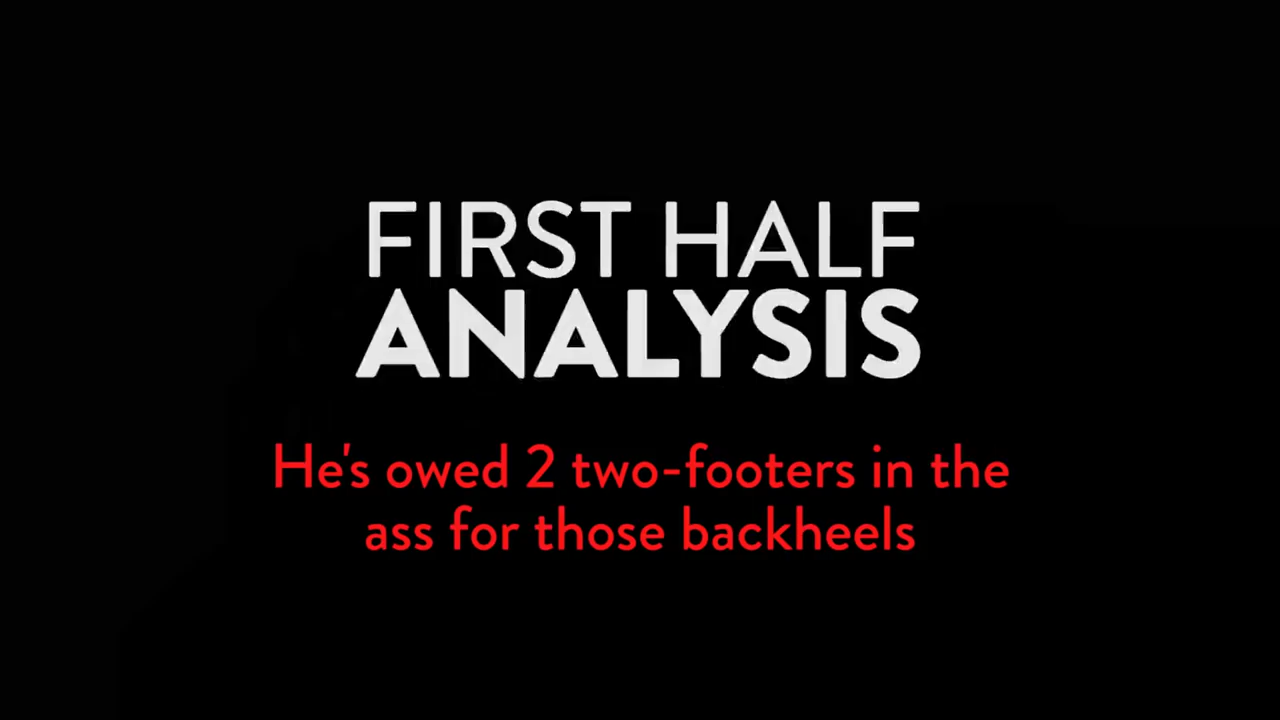 FIRST HALF
ANALYSIS
He's owed 2 two-footers in the
ass for those backheels